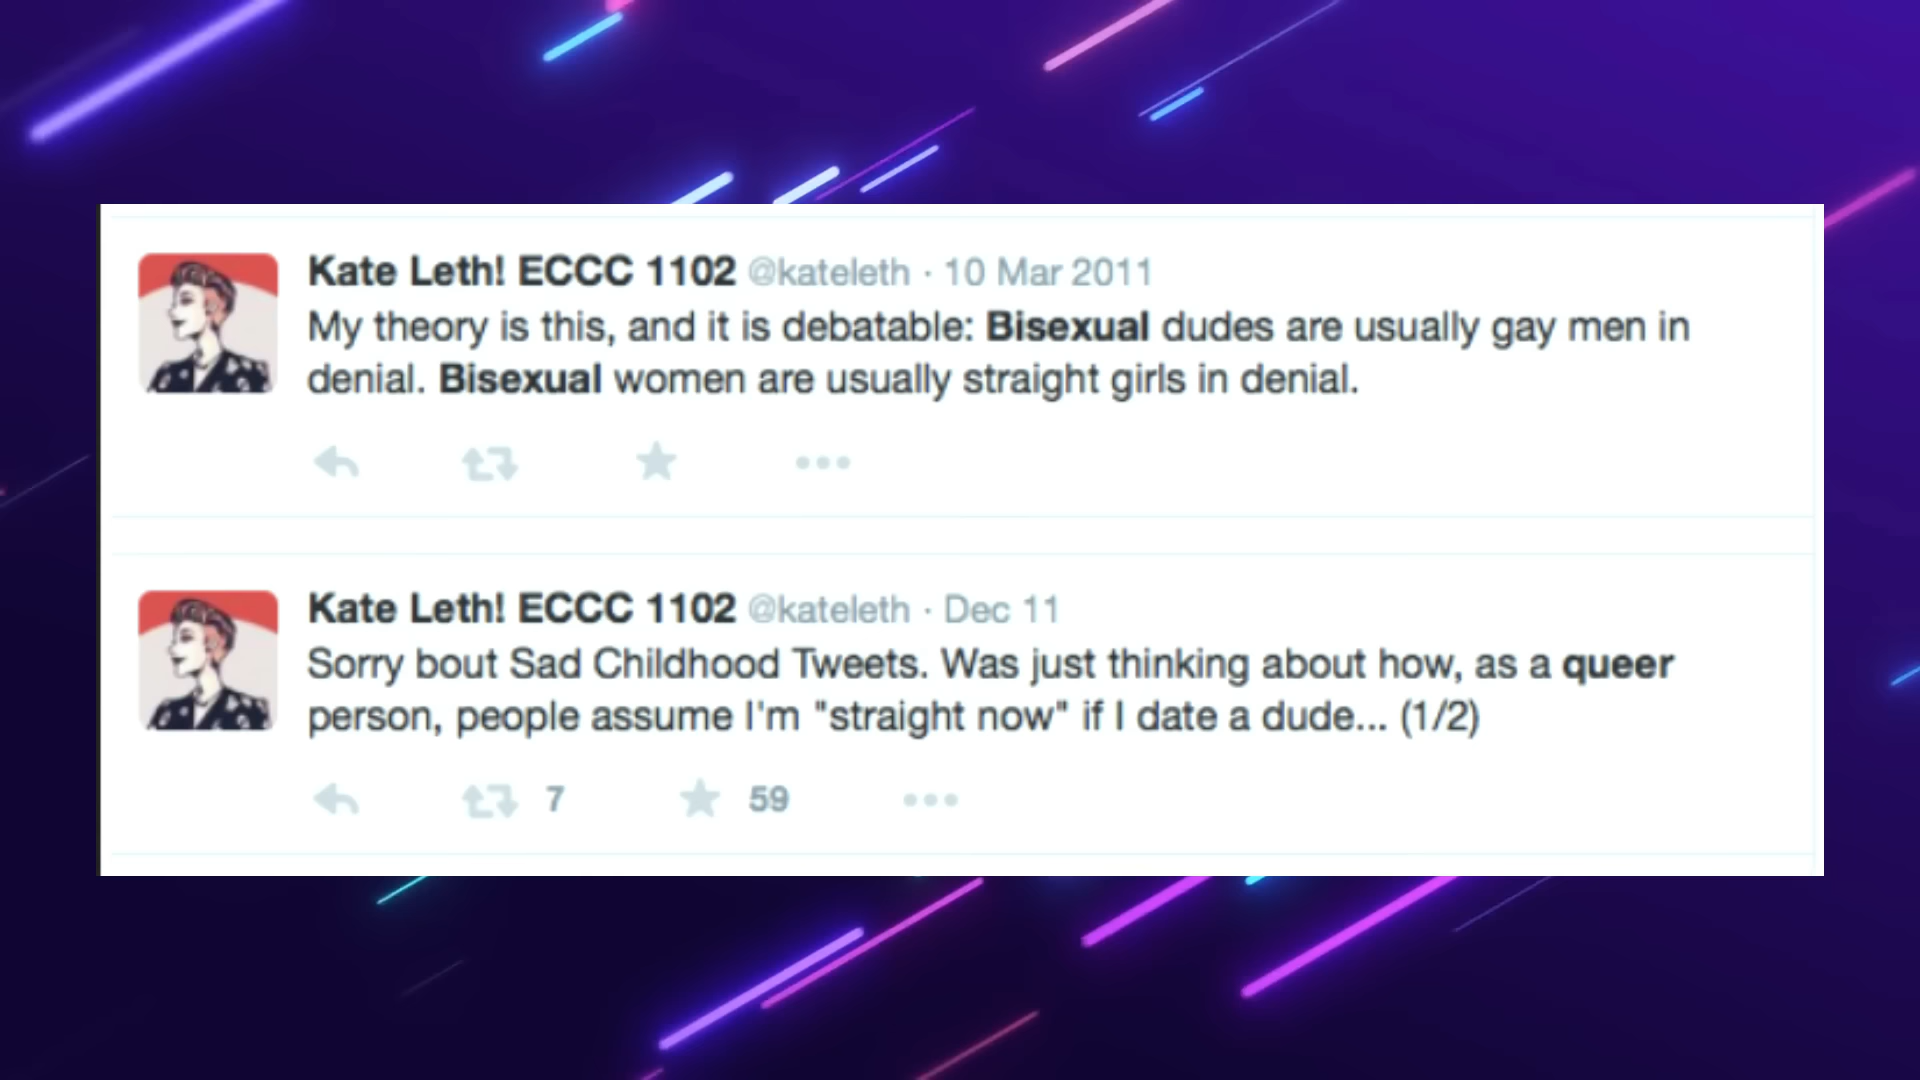 Kate Leth! ECCC 1102 @kateleth · 10 Mar 2011
My theory is this, and it is debatable: Bisexual dudes are usually gay men in
denial. Bisexual women are usually straight girls in denial.
Kate Leth! ECCC 1102 @kateleth · Dec 11
Sorry bout Sad Childhood Tweets. Was just thinking about how, as a queer
person, people assume I'm "straight now" if I date a dude... (1/2)
7 59